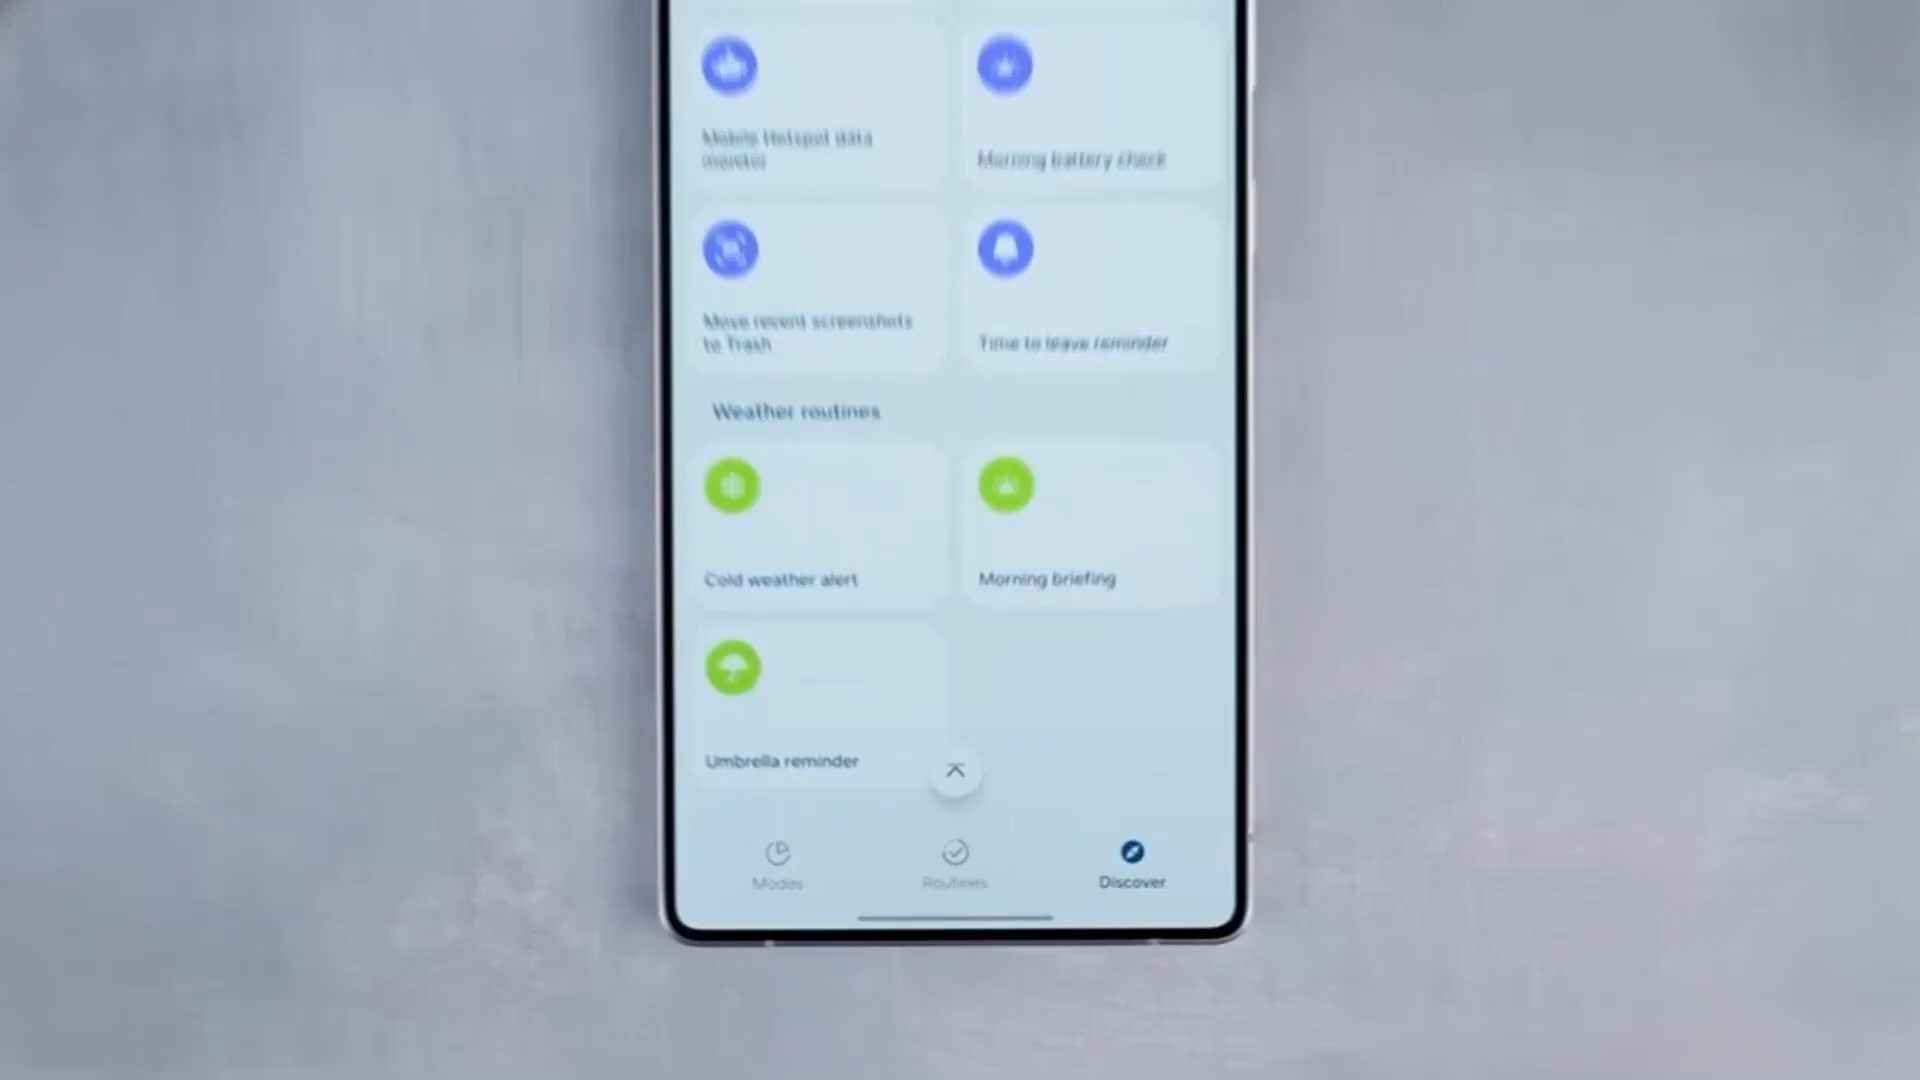 Mobile Hotspot data
monitor
Morning battery check
Move recent screenshots
to Trash
Time to leave reminder
Weather routines
Cold weather alert
Morning briefing
Umbrella reminder
Modes
Routines
Discover